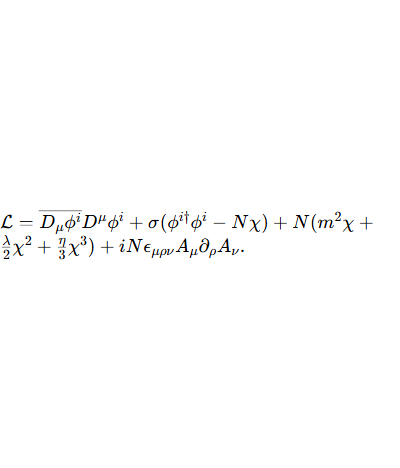 $\mathcal{L} = \overline{D_\mu \phi^i} D^\mu \phi^i + \sigma(\phi^{i\dagger} \phi^i - N\chi) + N(m^2 \chi +$
$\frac{\lambda}{2} \chi^2 + \frac{\eta}{3} \chi^3) + iN \epsilon_{\mu\rho\nu} A_\mu \partial_\rho A_\nu.$